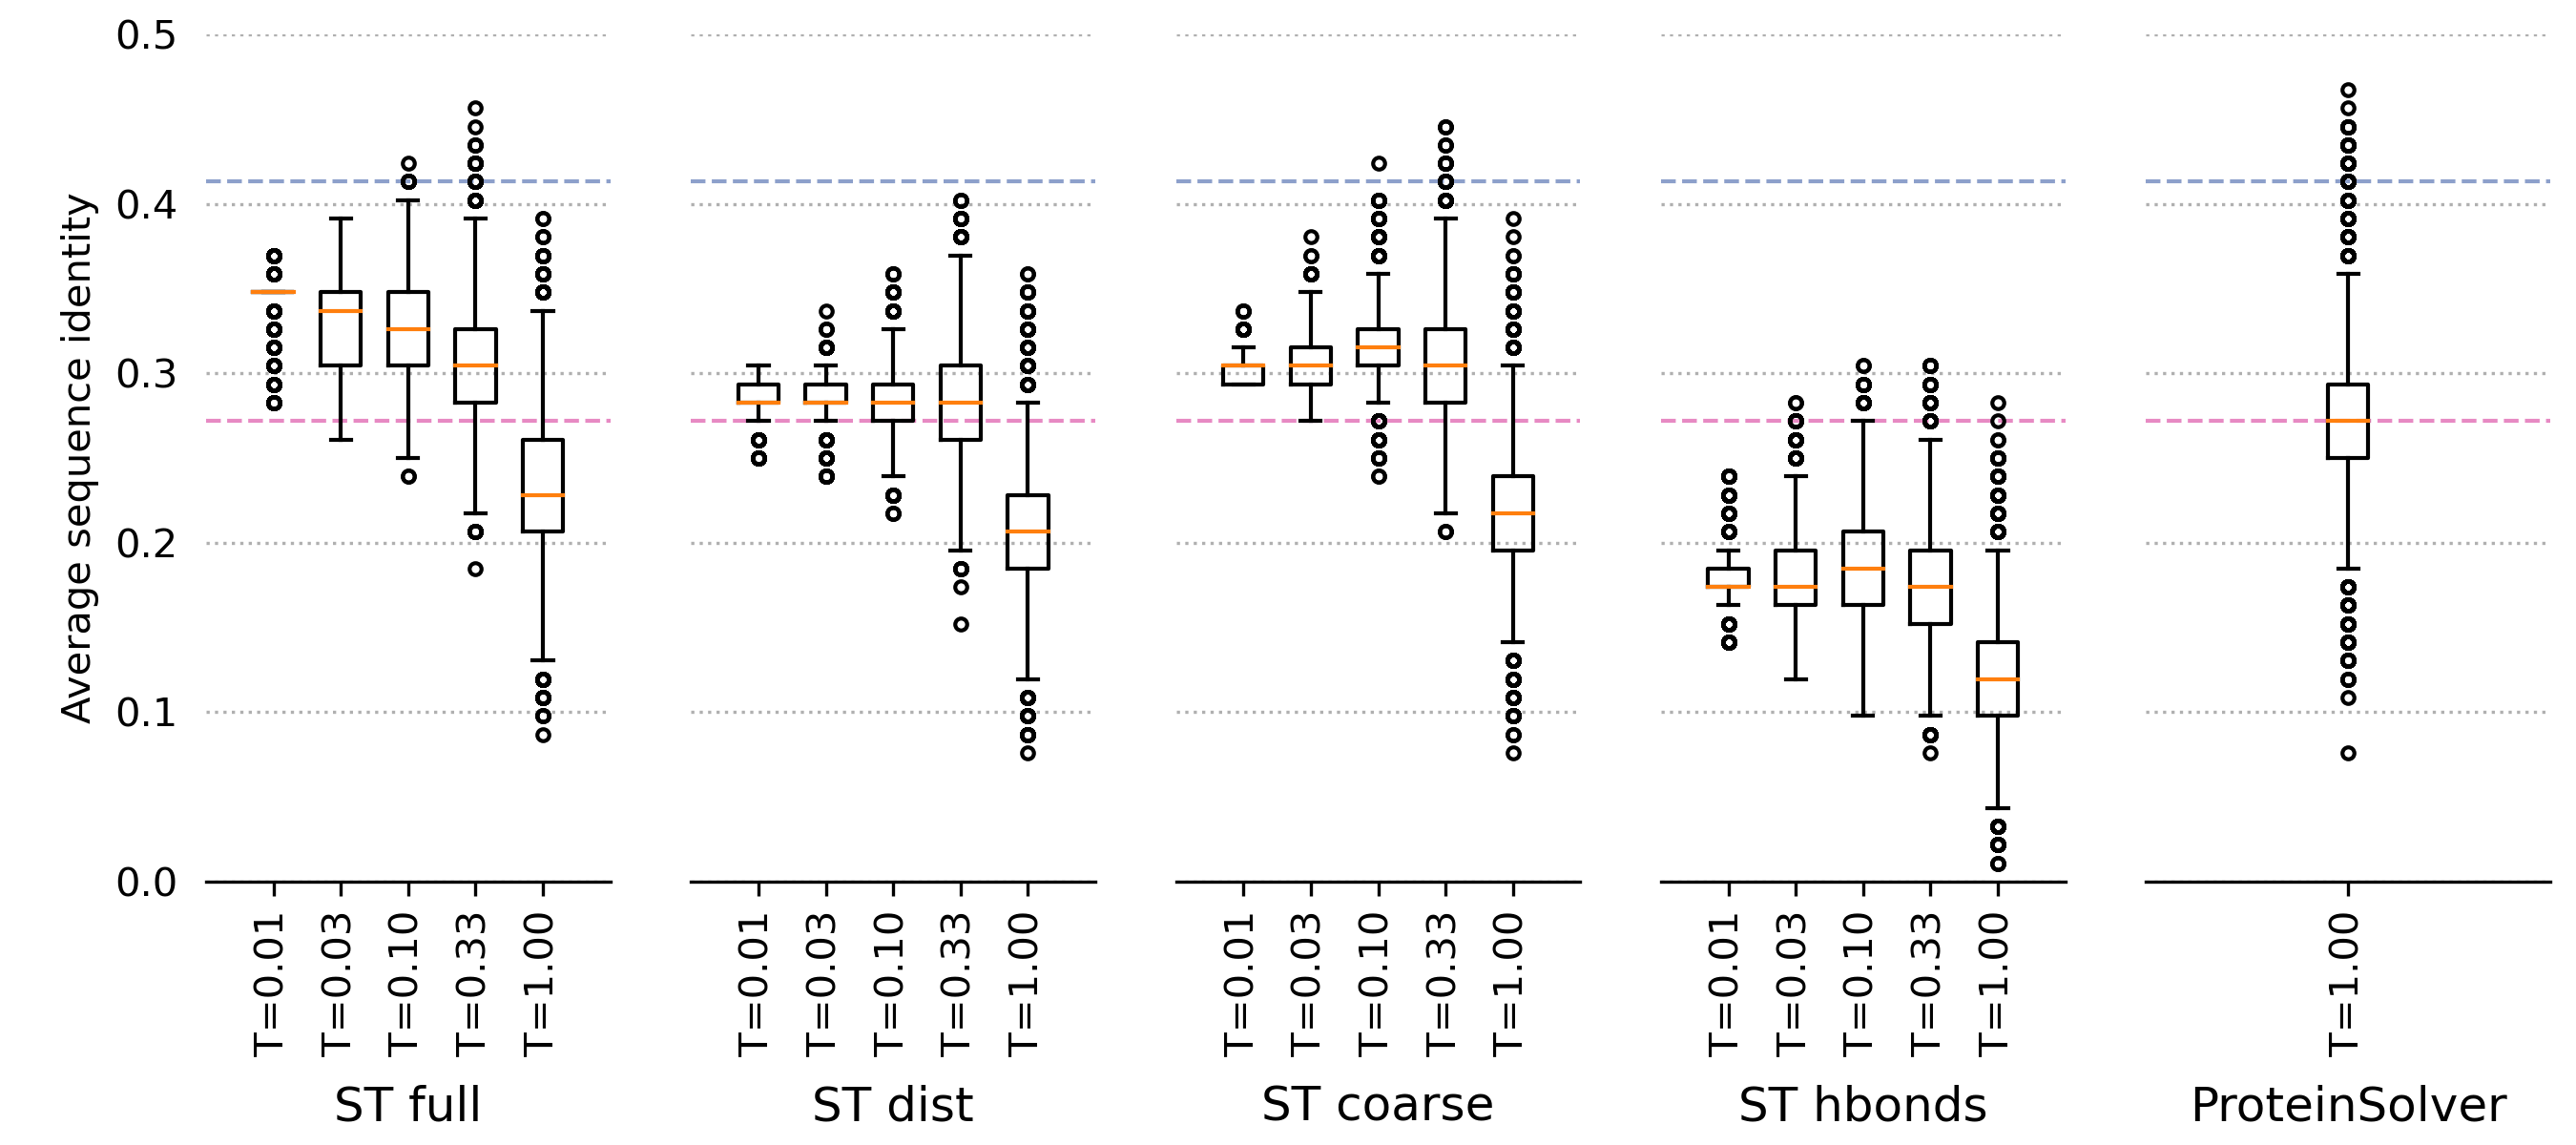 Average sequence identity
0.5
0.4
0.3
0.2
0.1
0.0
T=0.01
T=0.03
T=0.10
T=0.33
T=1.00
ST full
T=0.01
T=0.03
T=0.10
T=0.33
T=1.00
ST dist
T=0.01
T=0.03
T=0.10
T=0.33
T=1.00
ST coarse
T=0.01
T=0.03
T=0.10
T=0.33
T=1.00
ST hbonds
T=1.00
ProteinSolver